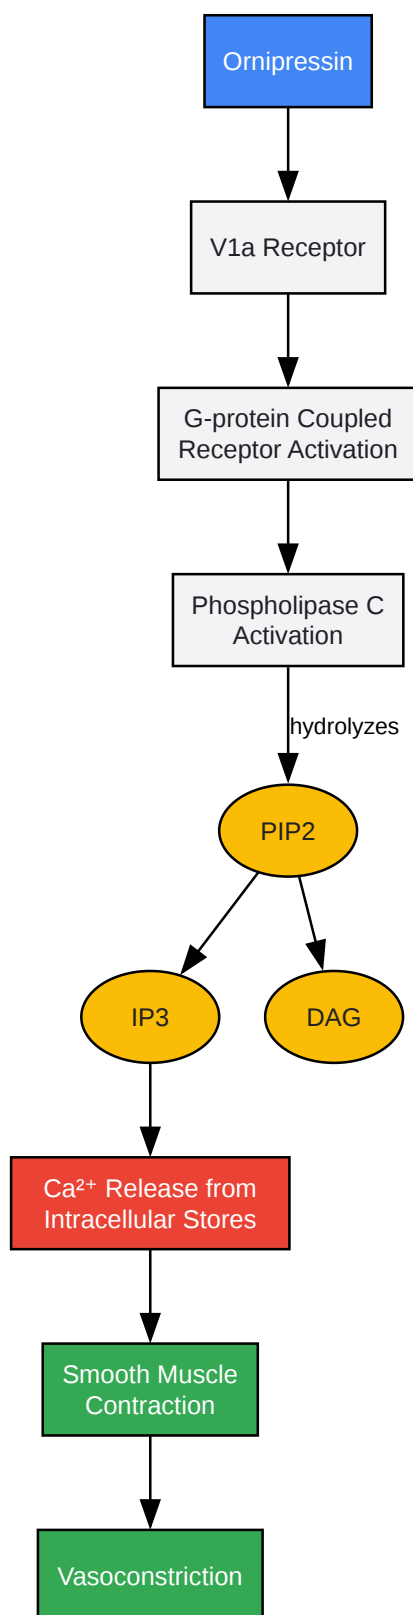 Ornipressin
V1a Receptor
G-protein Coupled
Receptor Activation
Phospholipase C
Activation
hydrolyzes
PIP2
IP3
DAG
Ca²⁺ Release from
Intracellular Stores
Smooth Muscle
Contraction
Vasoconstriction